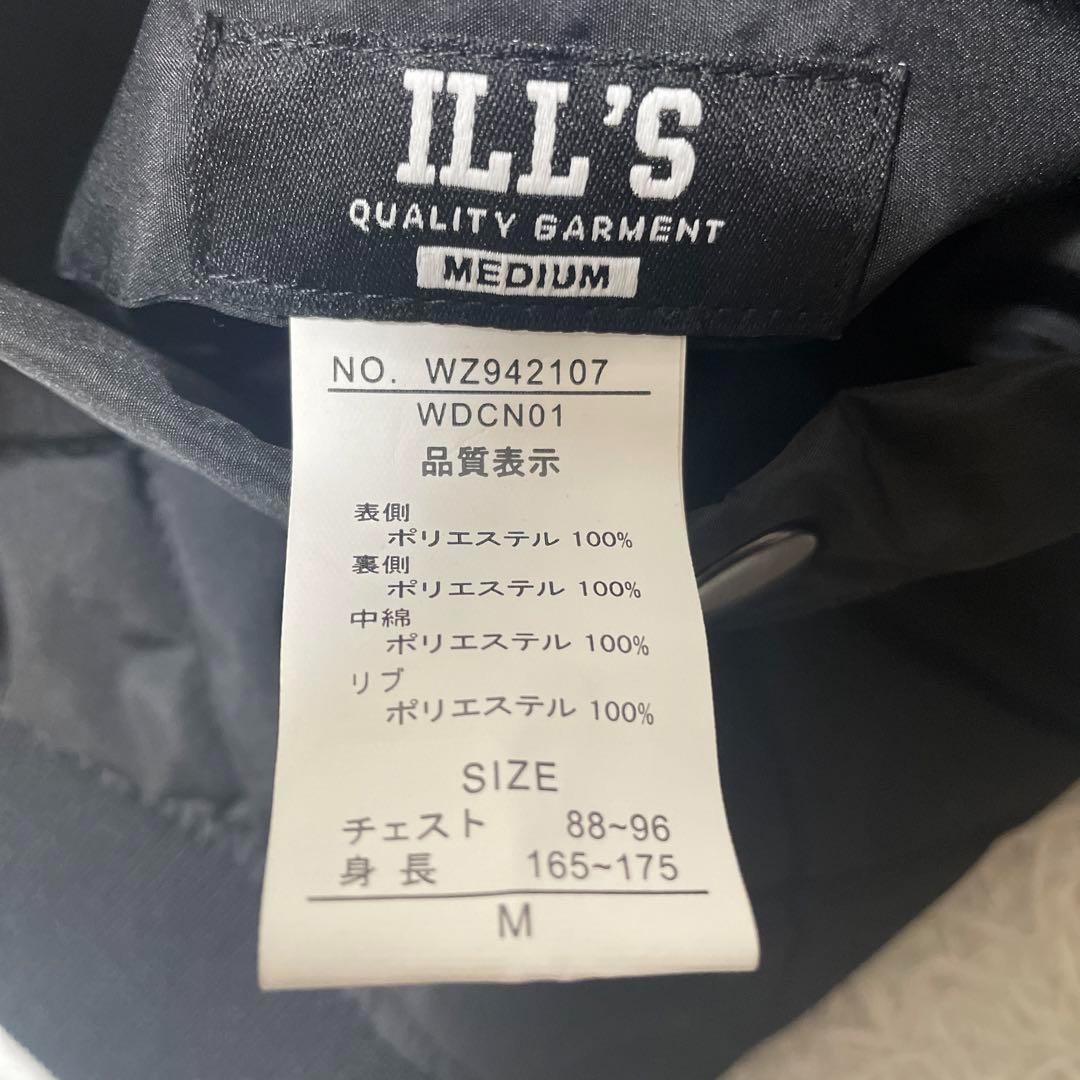 ILL'S
QUALITY GARMENT
MEDIUM
NO. WZ942107
WDCN01
品質表示
表側
ポリエステル 100%
裏側
ポリエステル 100%
中綿
ポリエステル 100%
リブ
ポリエステル 100%
SIZE
チェスト 88~96
身長 165~175
M